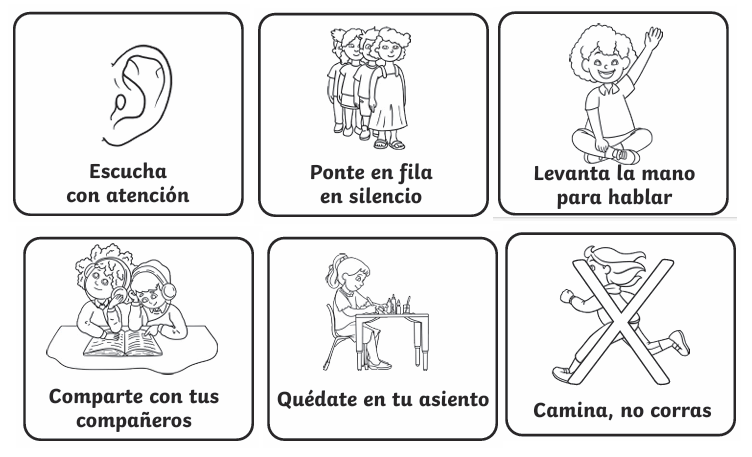 Escucha
con atención
Ponte en fila
en silencio
Levanta la mano
para hablar
Comparte con tus
compañeros
Quédate en tu asiento
Camina, no corras